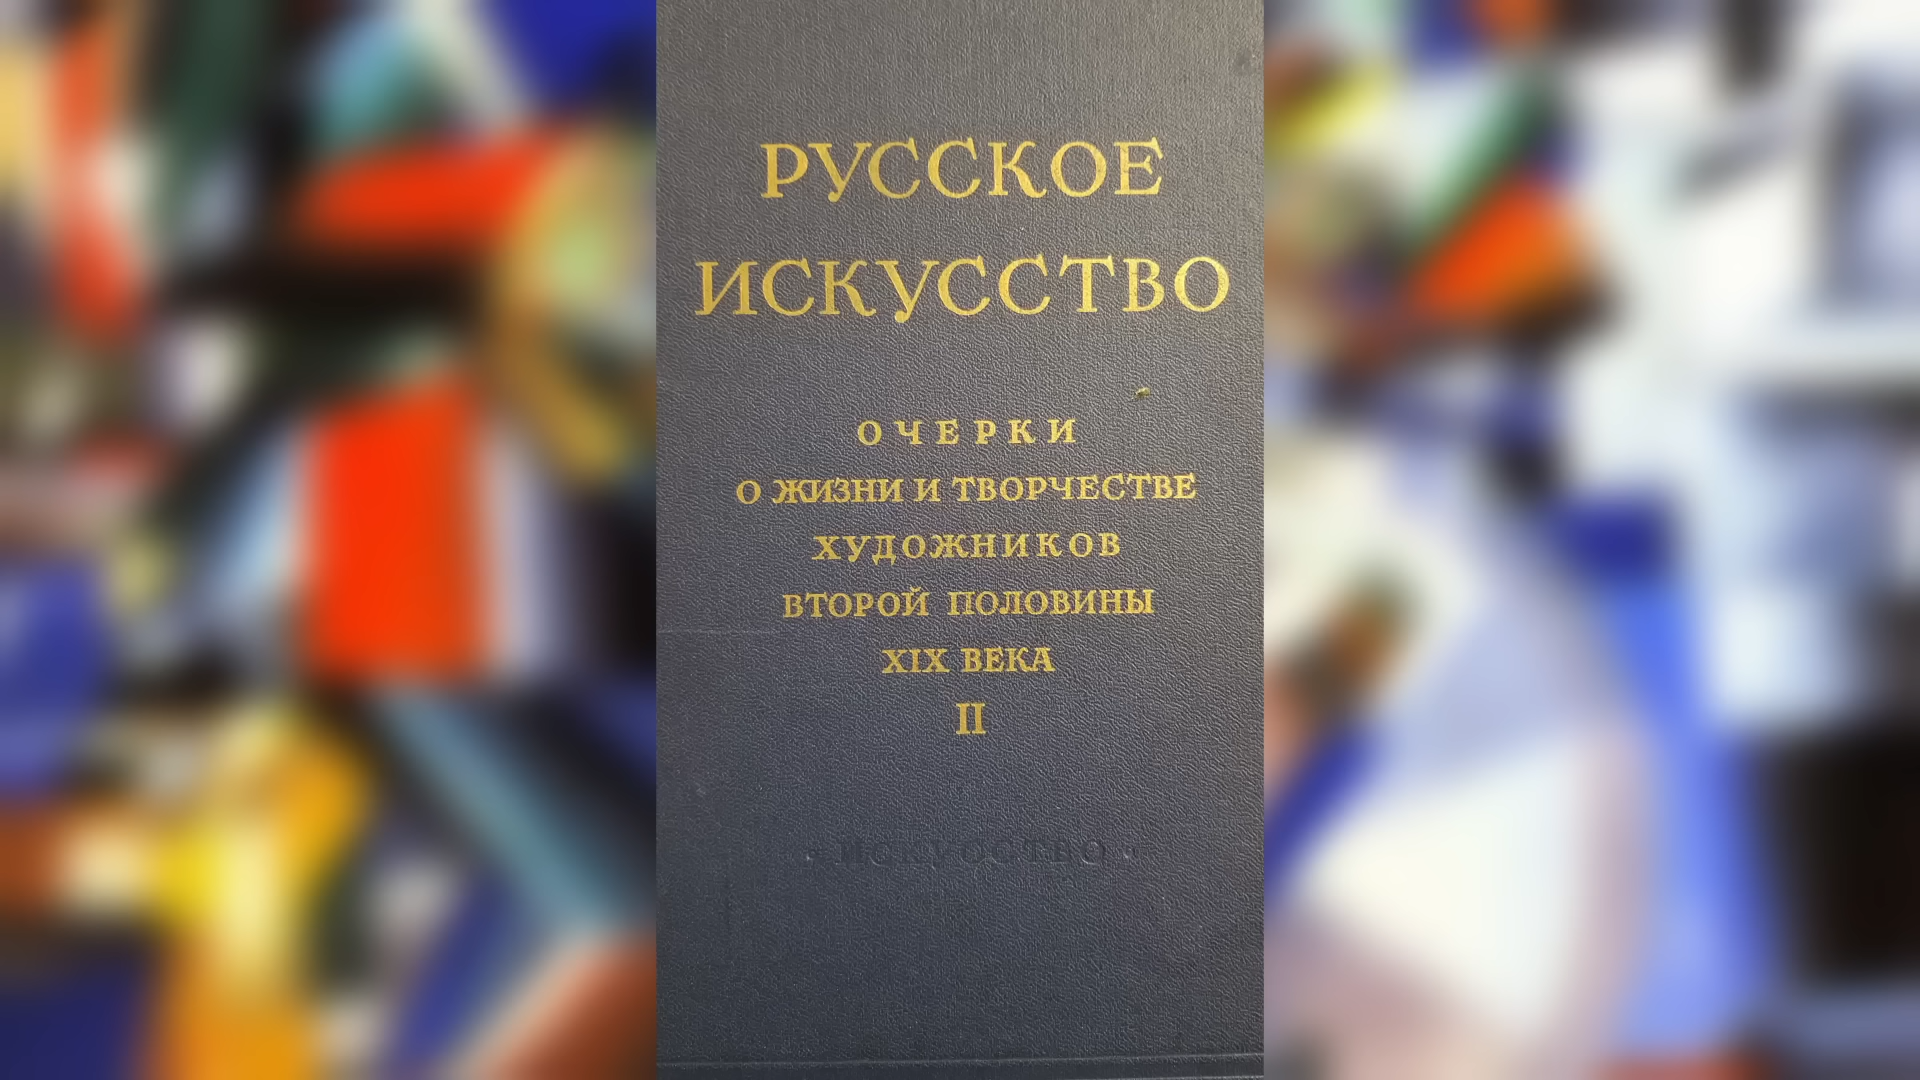 РУССКОЕ
ИСКУССТВО
ОЧЕРКИ
О ЖИЗНИ И ТВОРЧЕСТВЕ
ХУДОЖНИКОВ
ВТОРОЙ ПОЛОВИНЫ
XIX ВЕКА
II
· ИСКУССТВО ·